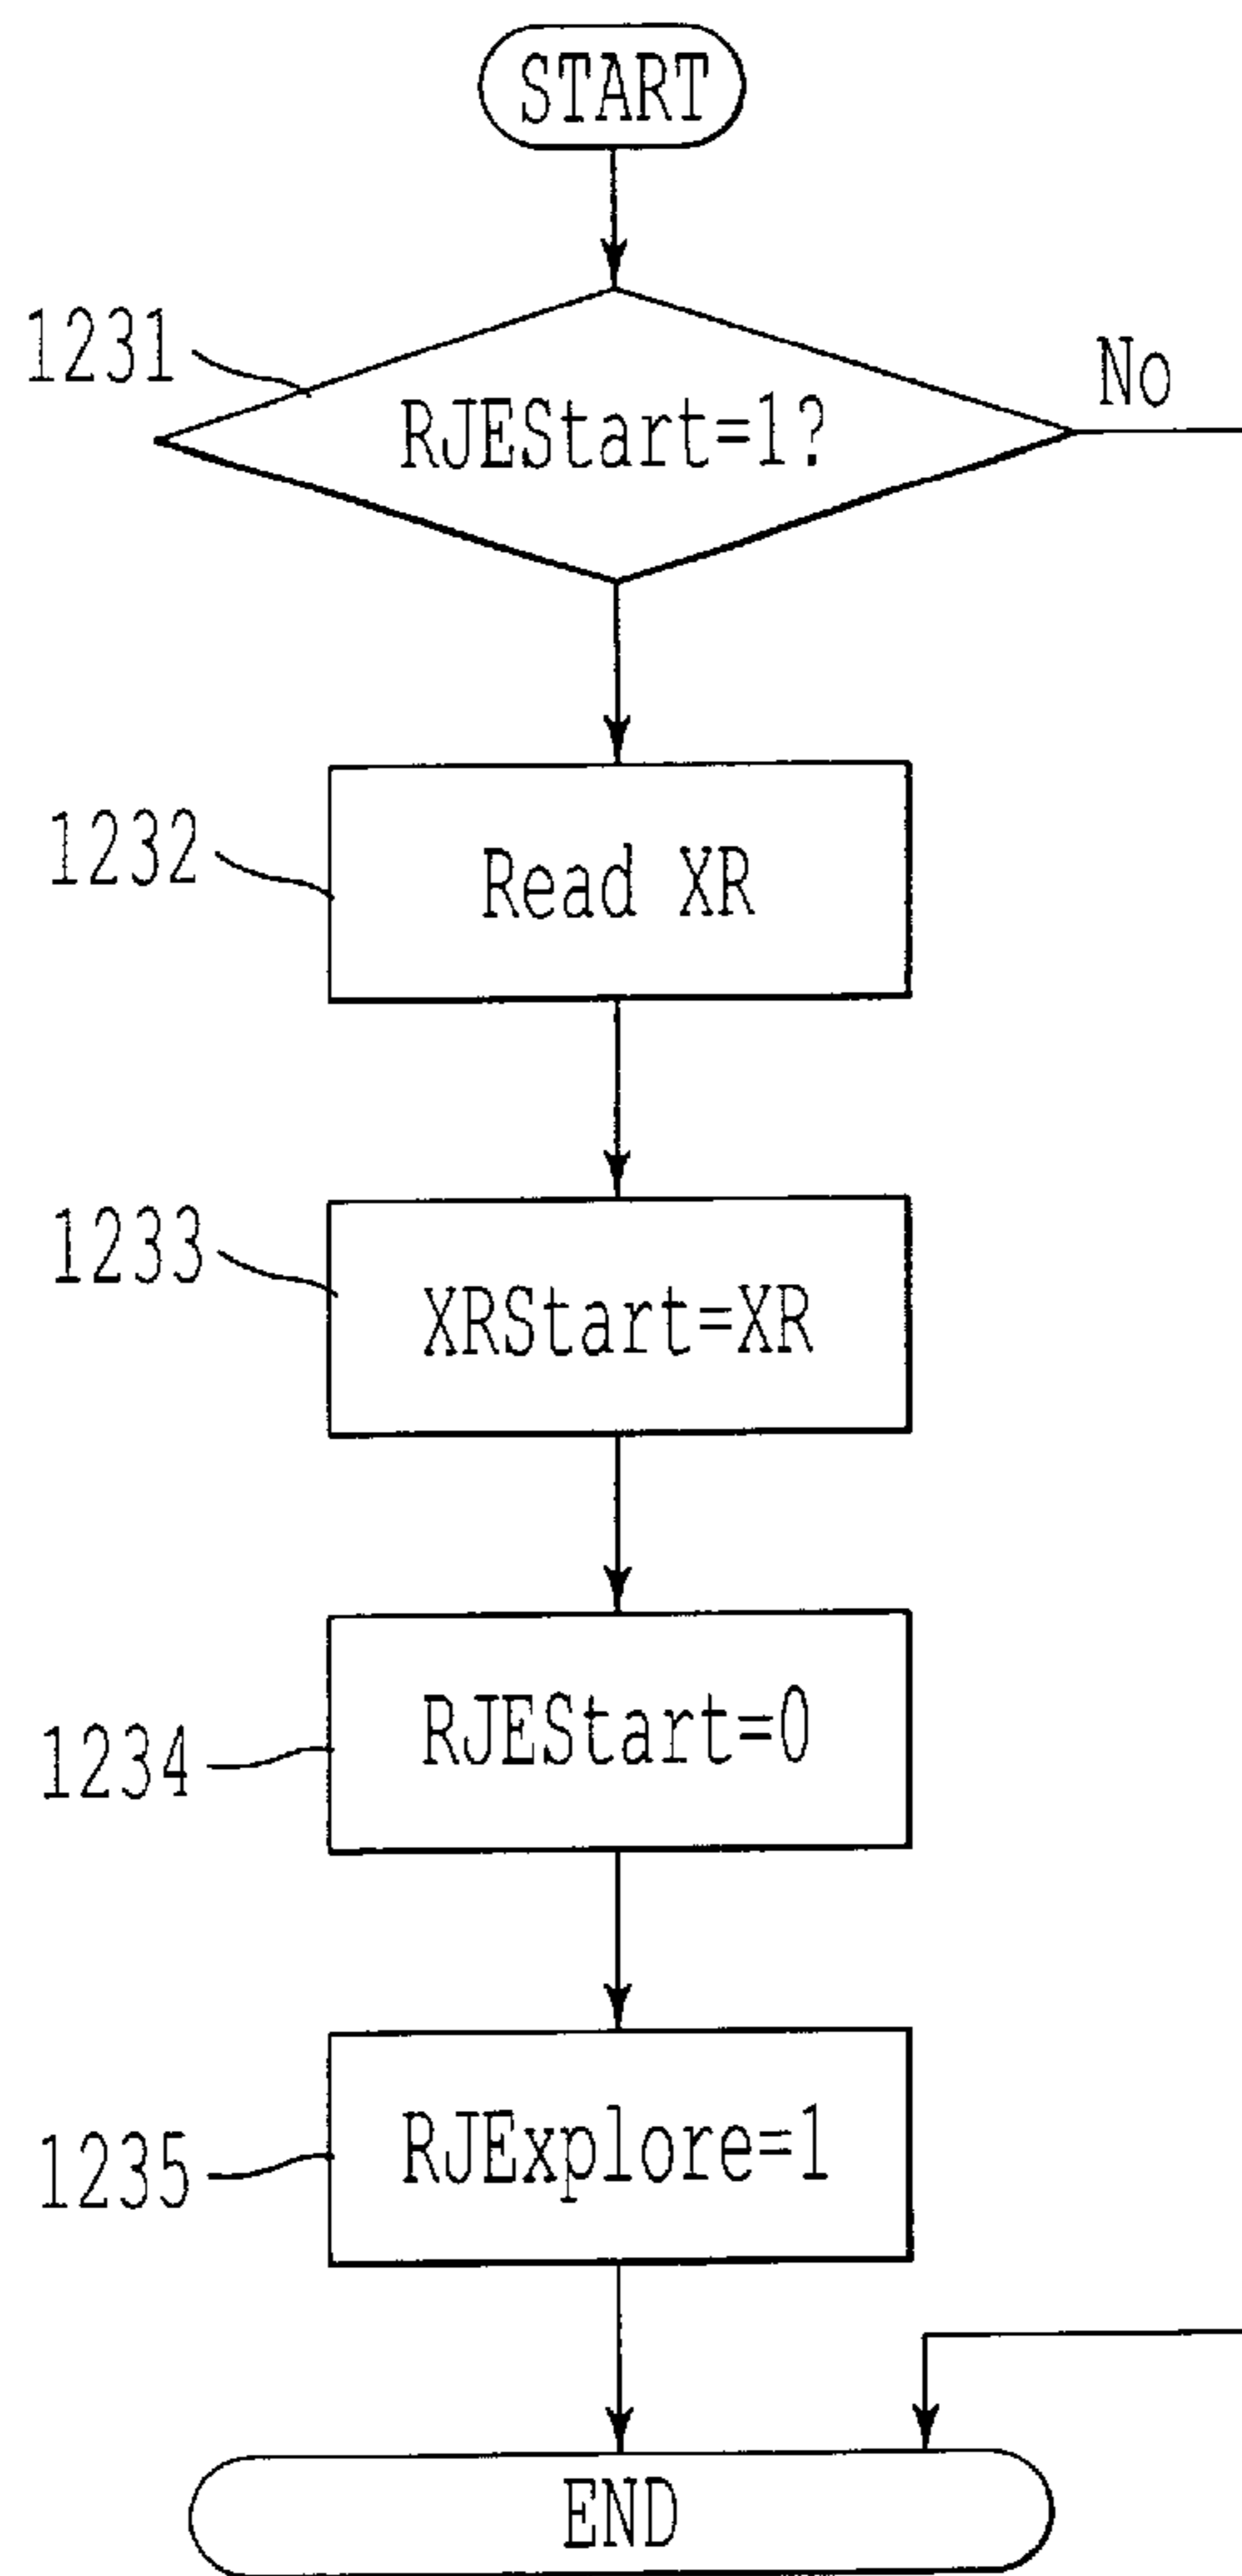 START
1231
No
RJEStart=1?
1232
Read XR
1233
XRStart=XR
1234
RJEStart=0
1235
RJExplore=1
END